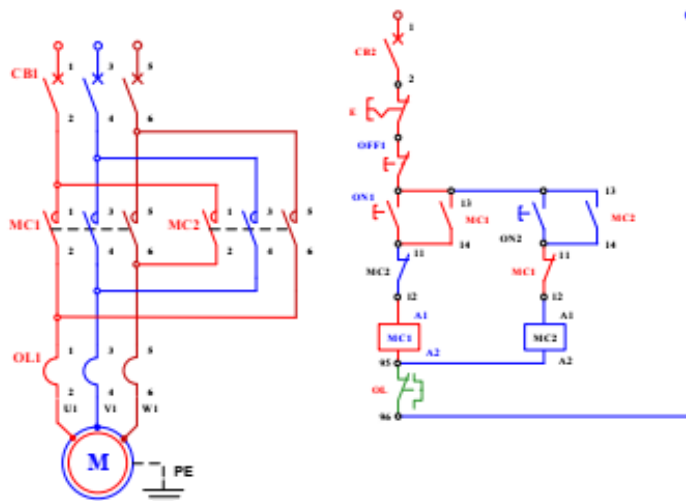 1 3 5
CB1
2 4 6
MC1 1 3 5 MC2 1 3 5
2 4 6 2 4 6
OL1 1 3 5
2 4 6
U1 V1 W1
M
PE
1
CB2
2
E
OFF1
ON1 13 MC1 13 MC2
14 ON2 14
MC2 11 MC1 11
12 12
A1 A1
MC1 MC2
A2 A2
95
OL
96